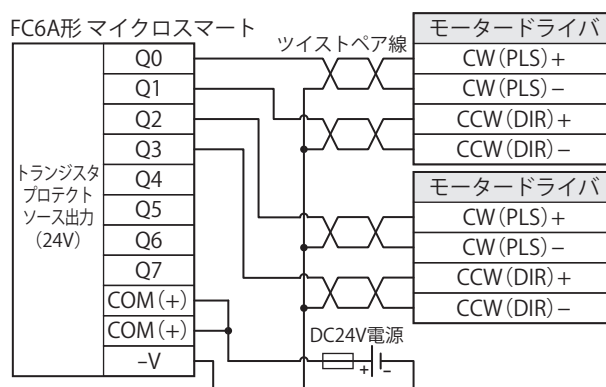 FC6A形 マイクロスマート
トランジスタ
プロテクト
ソース出力
（24V）
Q0
Q1
Q2
Q3
Q4
Q5
Q6
Q7
COM（+）
COM（+）
–V
ツイストペア線
モータードライバ
CW（PLS）+
CW（PLS）−
CCW（DIR）+
CCW（DIR）−
モータードライバ
CW（PLS）+
CW（PLS）−
CCW（DIR）+
CCW（DIR）−
DC24V電源
+ −